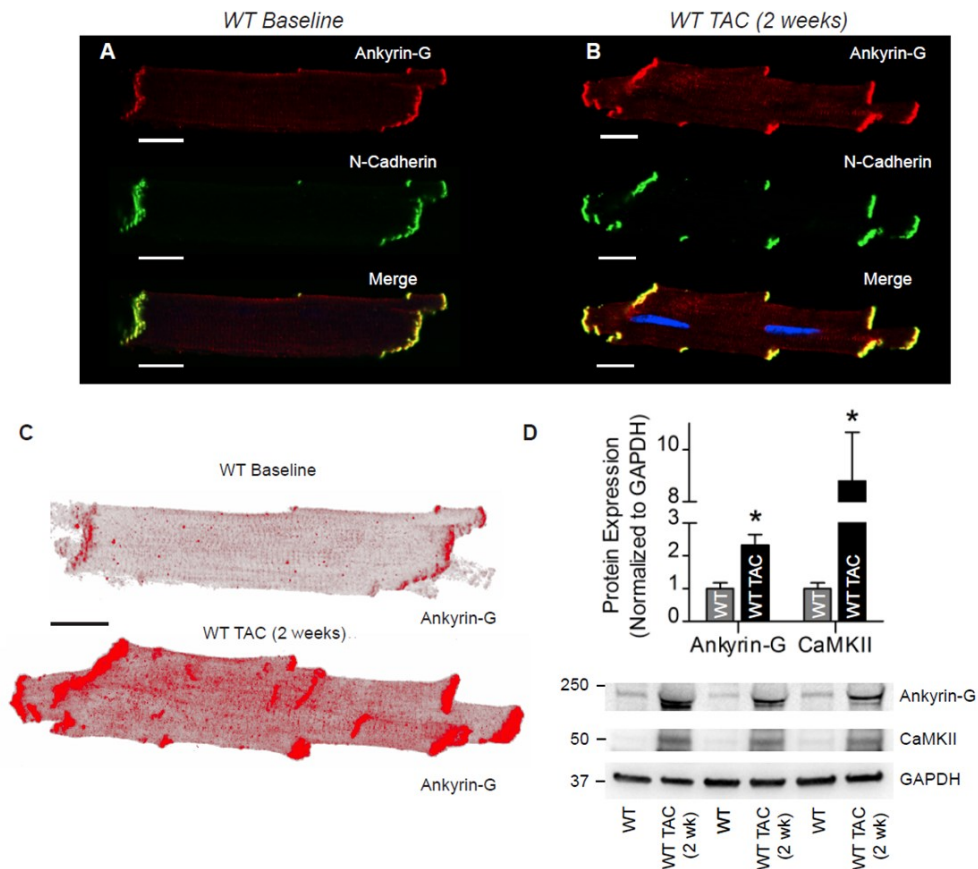 WT Baseline
WT TAC (2 weeks)
A
Ankyrin-G
N-Cadherin
Merge
B
Ankyrin-G
N-Cadherin
Merge
C
WT Baseline
Ankyrin-G
WT TAC (2 weeks)
Ankyrin-G
D
Protein Expression
(Normalized to GAPDH)
10
8
3
2
1
0
*
*
WT
WT TAC
WT
WT TAC
Ankyrin-G
CaMKII
250
Ankyrin-G
50
CaMKII
37
GAPDH
WT
WT TAC
(2 wk)
WT
WT TAC
(2 wk)
WT
WT TAC
(2 wk)